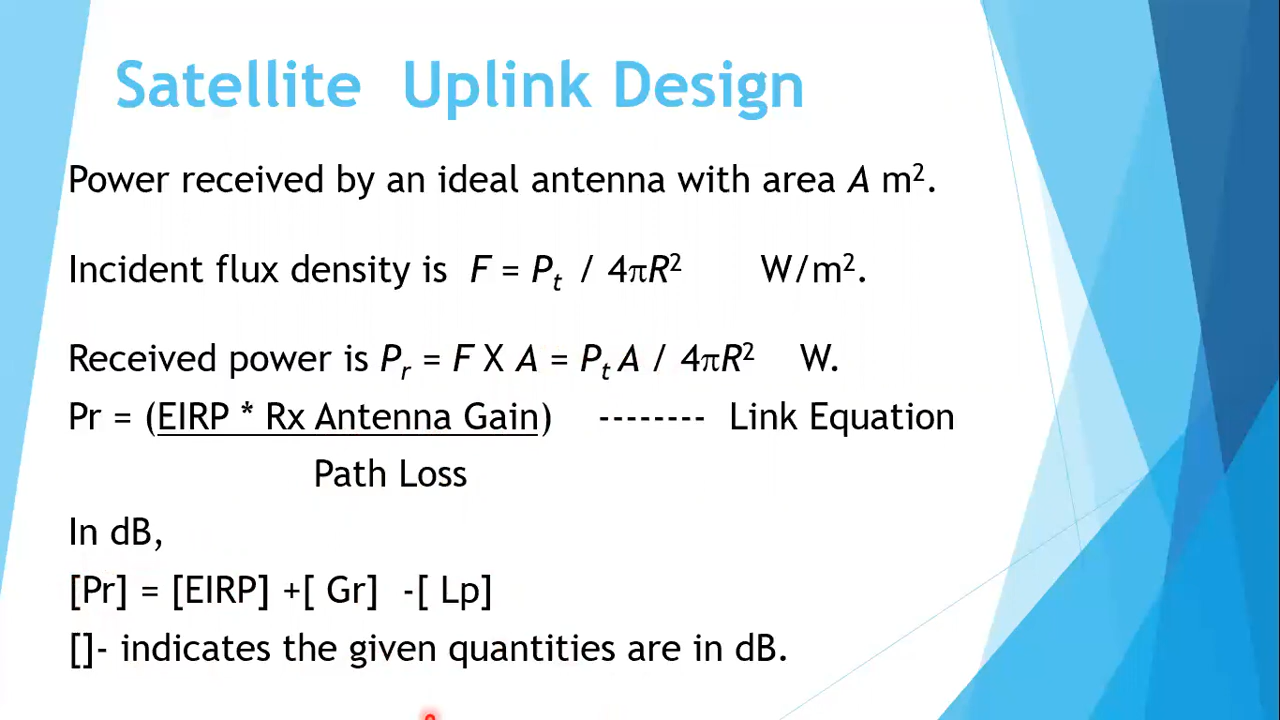 Satellite Uplink Design
Power received by an ideal antenna with area A m².
Incident flux density is F = Pₜ / 4πR² W/m².
Received power is Pᵣ = F X A = Pₜ A / 4πR² W.
Pr = (EIRP * Rx Antenna Gain) -------- Link Equation
Path Loss
In dB,
[Pr] = [EIRP] +[ Gr] -[ Lp]
[]- indicates the given quantities are in dB.